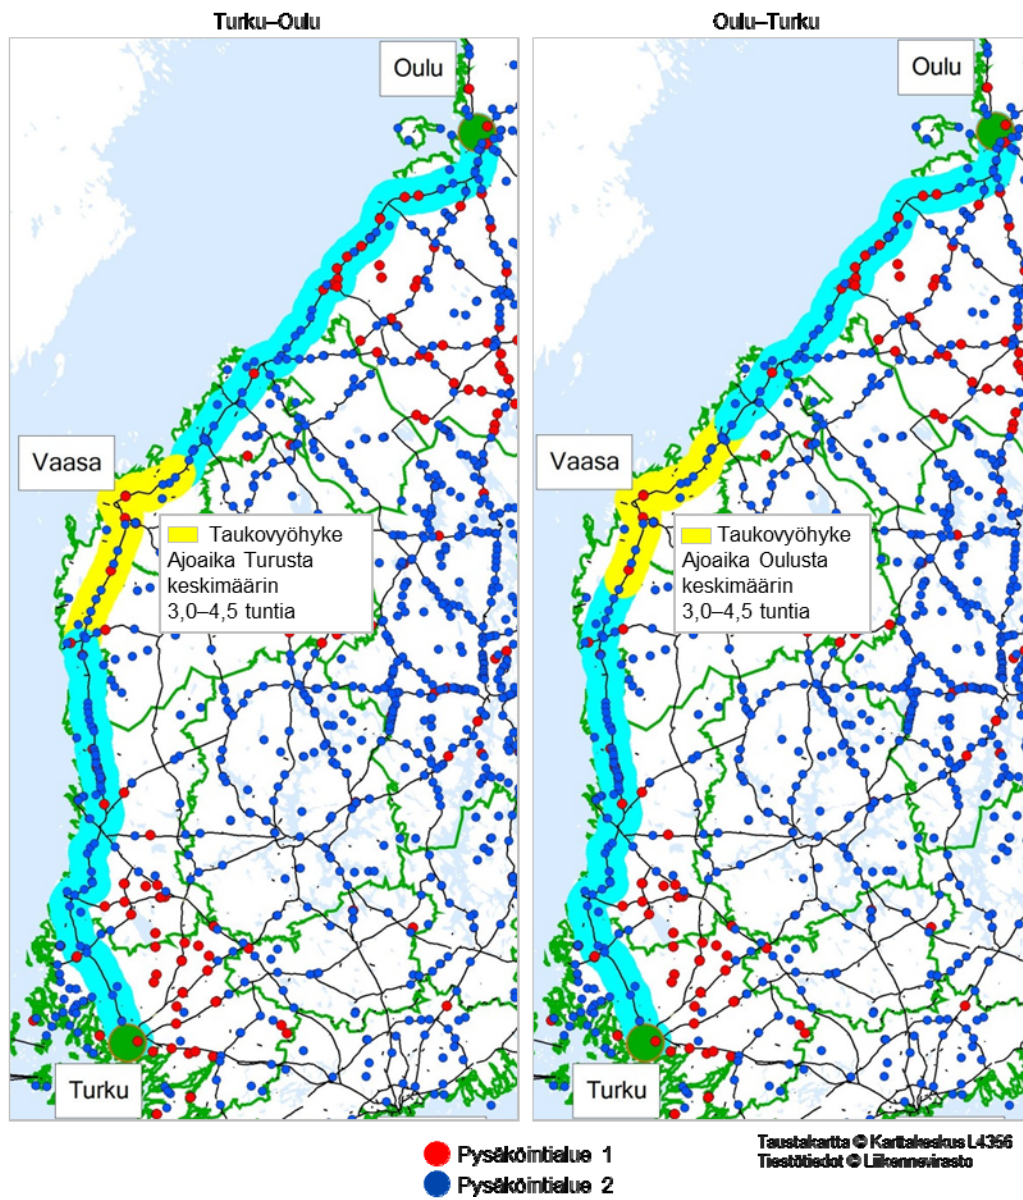 Turku–Oulu
Oulu–Turku
Oulu
Oulu
Vaasa
Vaasa
Taukovyöhyke
Ajoaika Turusta
keskimäärin
3,0–4,5 tuntia
Taukovyöhyke
Ajoaika Oulusta
keskimäärin
3,0–4,5 tuntia
Turku
Turku
Pysäköintialue 1
Pysäköintialue 2
Taustakartta © Karttakeskus L4356
Tiestötiedot © Liikennevirasto